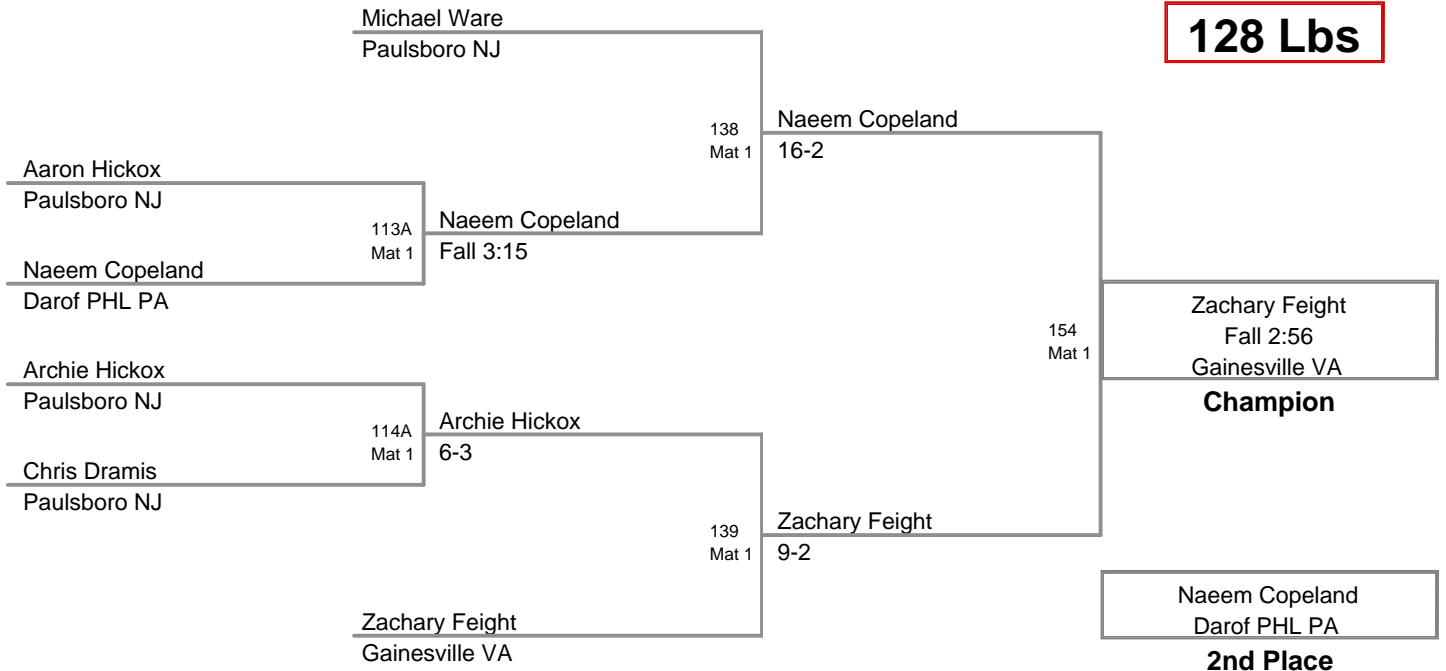 Michael Ware
Paulsboro NJ
128 Lbs
138
Mat 1
Naeem Copeland
16-2
Aaron Hickox
Paulsboro NJ
113A
Mat 1
Naeem Copeland
Fall 3:15
Naeem Copeland
Darof PHL PA
154
Mat 1
Zachary Feight
Fall 2:56
Gainesville VA
Champion
Archie Hickox
Paulsboro NJ
114A
Mat 1
Archie Hickox
6-3
Chris Dramis
Paulsboro NJ
139
Mat 1
Zachary Feight
9-2
Zachary Feight
Gainesville VA
Naeem Copeland
Darof PHL PA
2nd Place